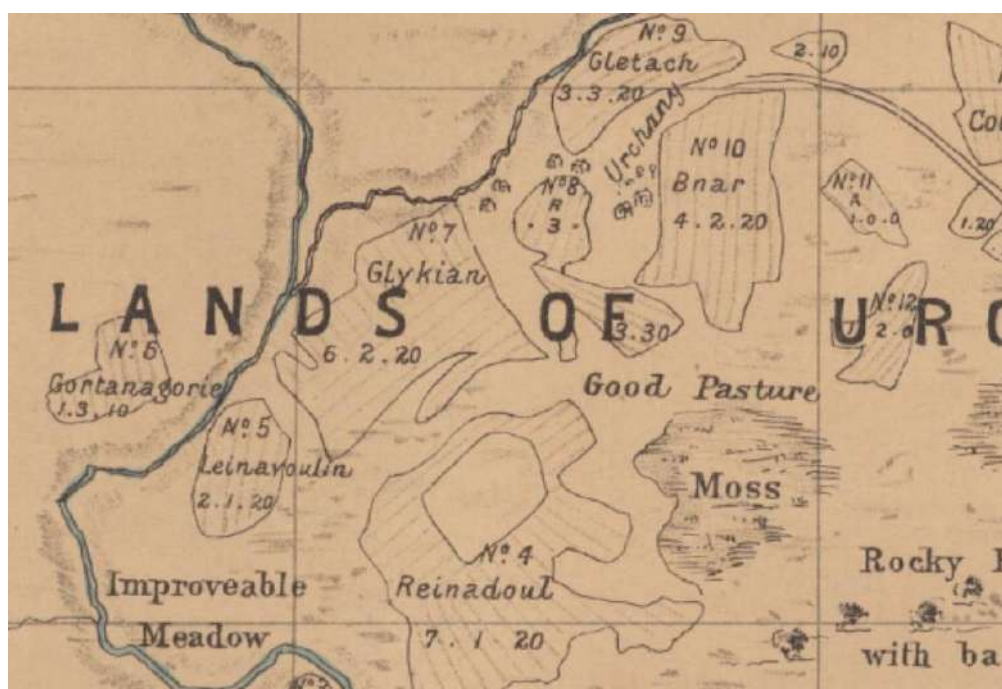 No. 9
Gletach
3.3.20
2.10
Urchany
No. 10
Bnar
4.2.20
No. 8
R
. 3 .
No. 11
A
1.0.0
1.20
No. 7
Glykian
6.2.20
LANDS OF URC
3.30
No. 12
2.0
No. 6
Gortanagorie
1.3.10
Good Pasture
No. 5
Leinavoulin
2.1.20
Moss
No. 4
Reinadoul
7. 1 20
Improveable
Meadow
Rocky
with ba